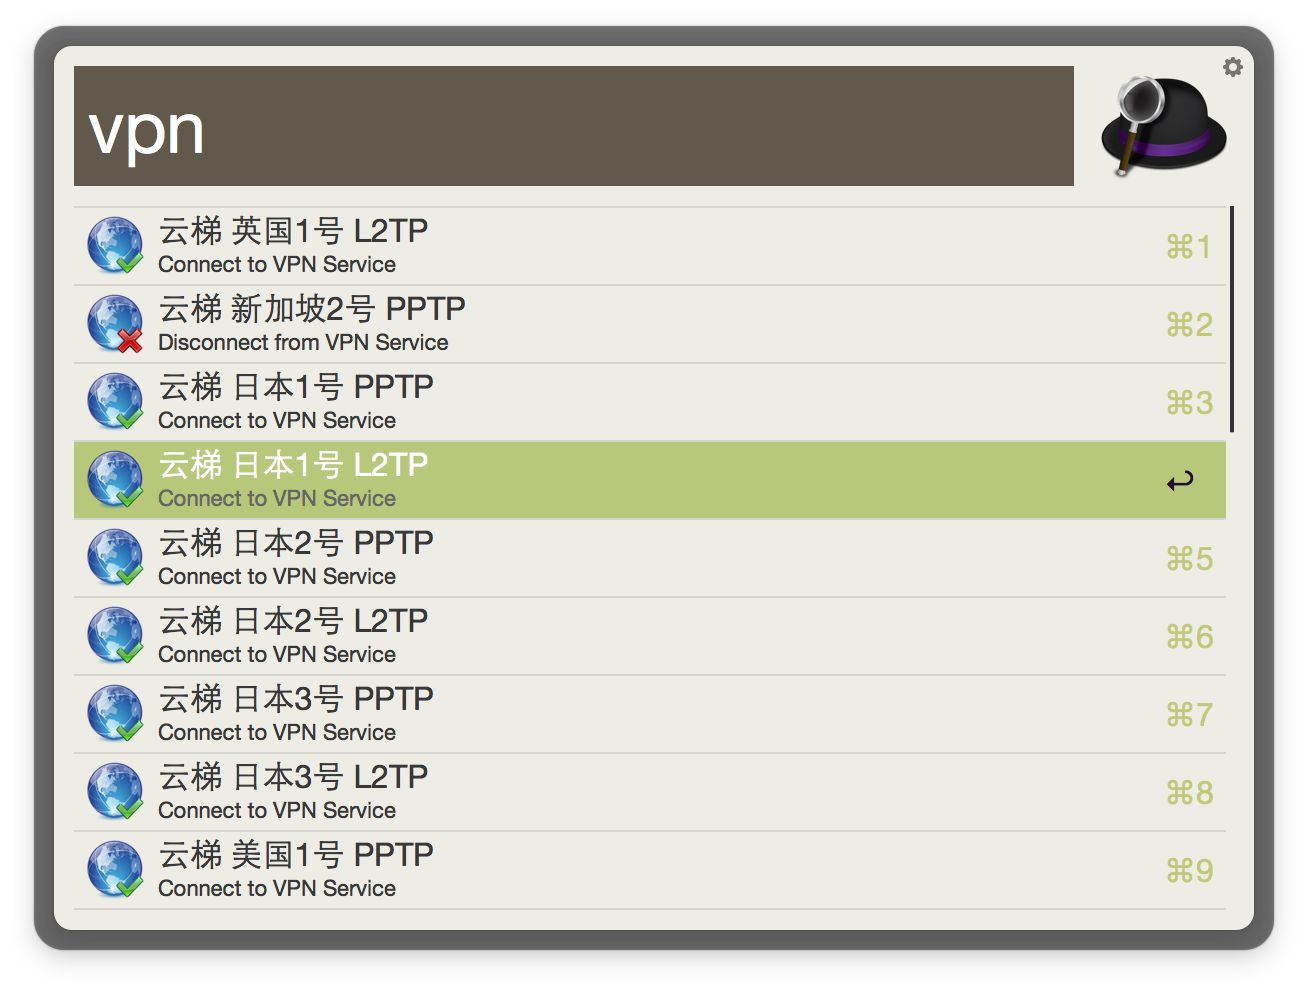 vpn
云梯 英国1号 L2TP
Connect to VPN Service
⌘1
云梯 新加坡2号 PPTP
Disconnect from VPN Service
⌘2
云梯 日本1号 PPTP
Connect to VPN Service
⌘3
云梯 日本1号 L2TP
Connect to VPN Service
云梯 日本2号 PPTP
Connect to VPN Service
⌘5
云梯 日本2号 L2TP
Connect to VPN Service
⌘6
云梯 日本3号 PPTP
Connect to VPN Service
⌘7
云梯 日本3号 L2TP
Connect to VPN Service
⌘8
云梯 美国1号 PPTP
Connect to VPN Service
⌘9